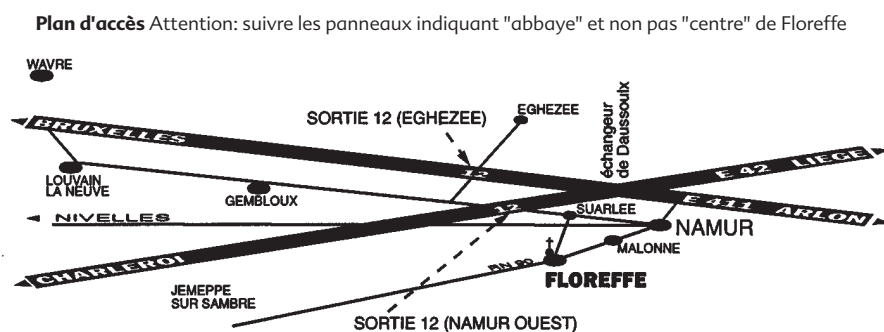 Plan d'accès Attention: suivre les panneaux indiquant "abbaye" et non pas "centre" de Floreffe
WAVRE
BRUXELLES
SORTIE 12 (EGHEZEE)
EGHEZEE
échangeur
de Daussoulx
E 42 LIEGE
LOUVAIN
LA NEUVE
GEMBLOUX
12
12
SUARLEE
E 411 ARLON
NIVELLES
NAMUR
MALONNE
CHARLEROI
RN 90
FLOREFFE
JEMEPPE
SUR SAMBRE
SORTIE 12 (NAMUR OUEST)